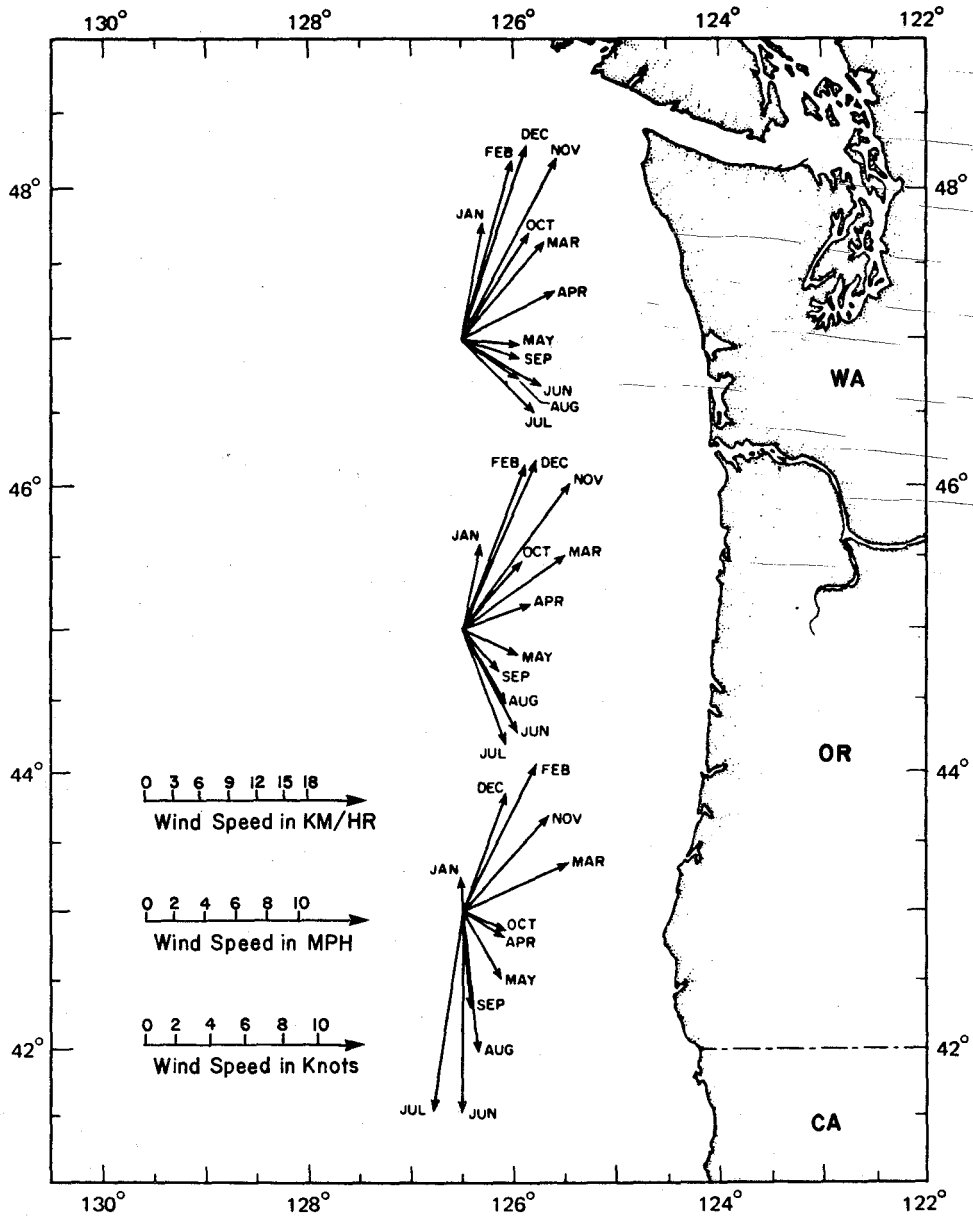 130° 128° 126° 124° 122°
DEC
FEB NOV
48° 48°
JAN
OCT
MAR
APR
MAY
SEP
WA
JUN
AUG
JUL
FEB DEC
46° 46°
NOV
JAN
OCT MAR
APR
MAY
SEP
AUG
JUN
JUL
OR
44° 44°
FEB
0 3 6 9 12 15 18
DEC
Wind Speed in KM/HR
NOV
JAN MAR
0 2 4 6 8 10
OCT
Wind Speed in MPH
APR
MAY
SEP
0 2 4 6 8 10
42° 42°
AUG
Wind Speed in Knots
JUL JUN
CA
130° 128° 126° 124° 122°